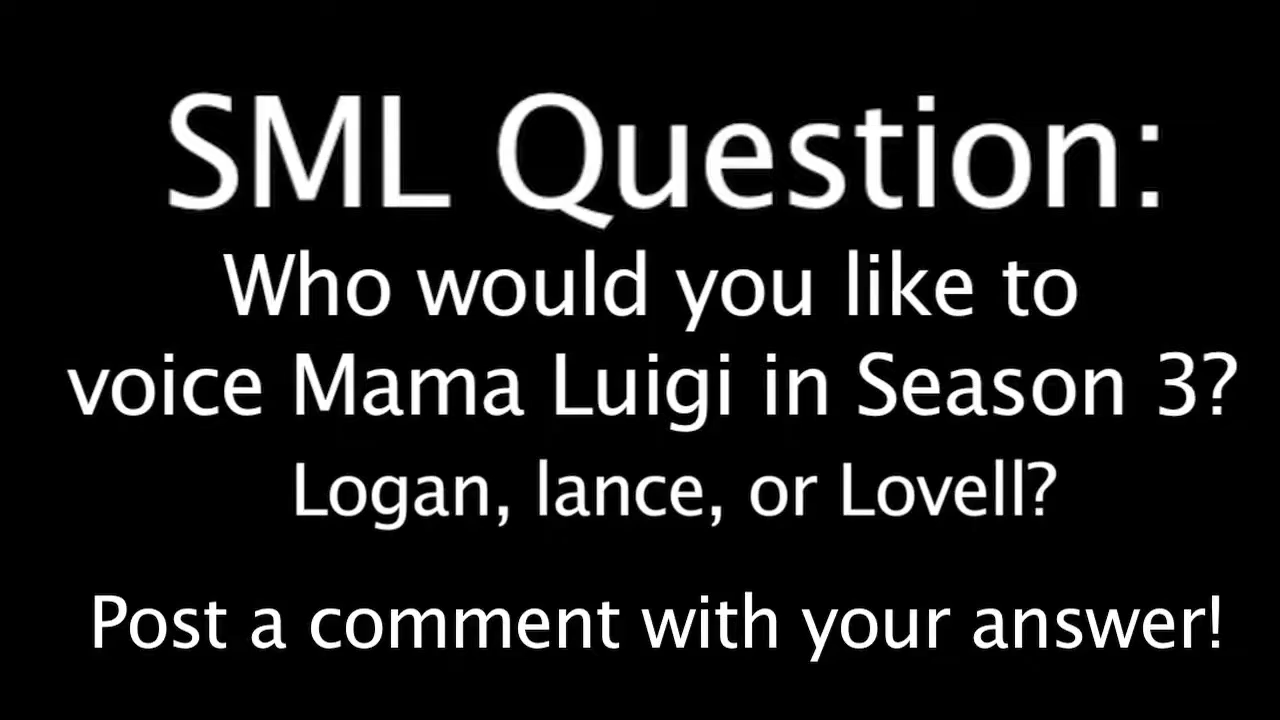 SML Question:
Who would you like to
voice Mama Luigi in Season 3?
Logan, lance, or Lovell?
Post a comment with your answer!